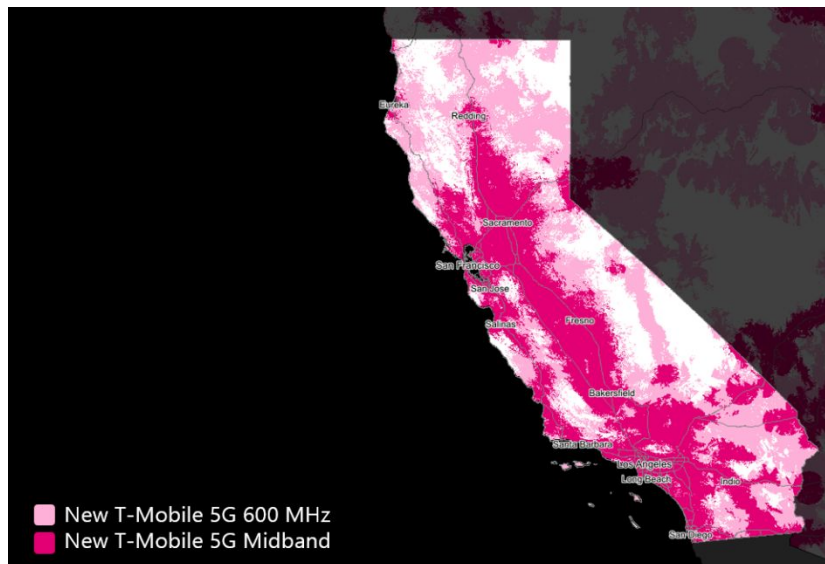 Eureka
Redding
Sacramento
San Francisco
San Jose
Salinas
Fresno
Bakersfield
Santa Barbara
Los Angeles
Long Beach
Indio
San Diego
New T-Mobile 5G 600 MHz
New T-Mobile 5G Midband